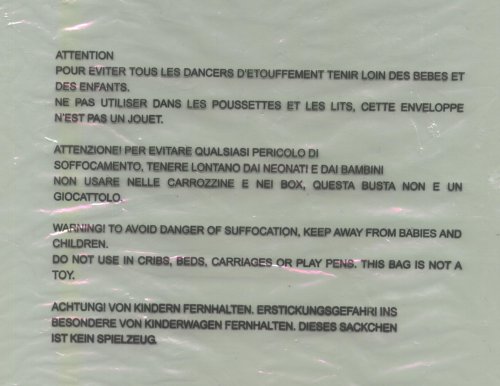 ATTENTION
POUR EVITER TOUS LES DANCERS D'ETOUFFEMENT TENIR LOIN DES BEBES ET
DES ENFANTS.
NE PAS UTILISER DANS LES POUSSETTES ET LES LITS, CETTE ENVELOPPE
N'EST PAS UN JOUET.
ATTENZIONE! PER EVITARE QUALSIASI PERICOLO DI
SOFFOCAMENTO, TENERE LONTANO DAI NEONATI E DAI BAMBINI
NON USARE NELLE CARROZZINE E NEI BOX, QUESTA BUSTA NON E UN
GIOCATTOLO.
WARNING! TO AVOID DANGER OF SUFFOCATION, KEEP AWAY FROM BABIES AND
CHILDREN.
DO NOT USE IN CRIBS, BEDS, CARRIAGES OR PLAY PENS. THIS BAG IS NOT A
TOY.
ACHTUNG! VON KINDERN FERNHALTEN. ERSTICKUNGSGEFAHR! INS
BESONDERE VON KINDERWAGEN FERNHALTEN. DIESES SACKCHEN
IST KEIN SPIELZEUG.